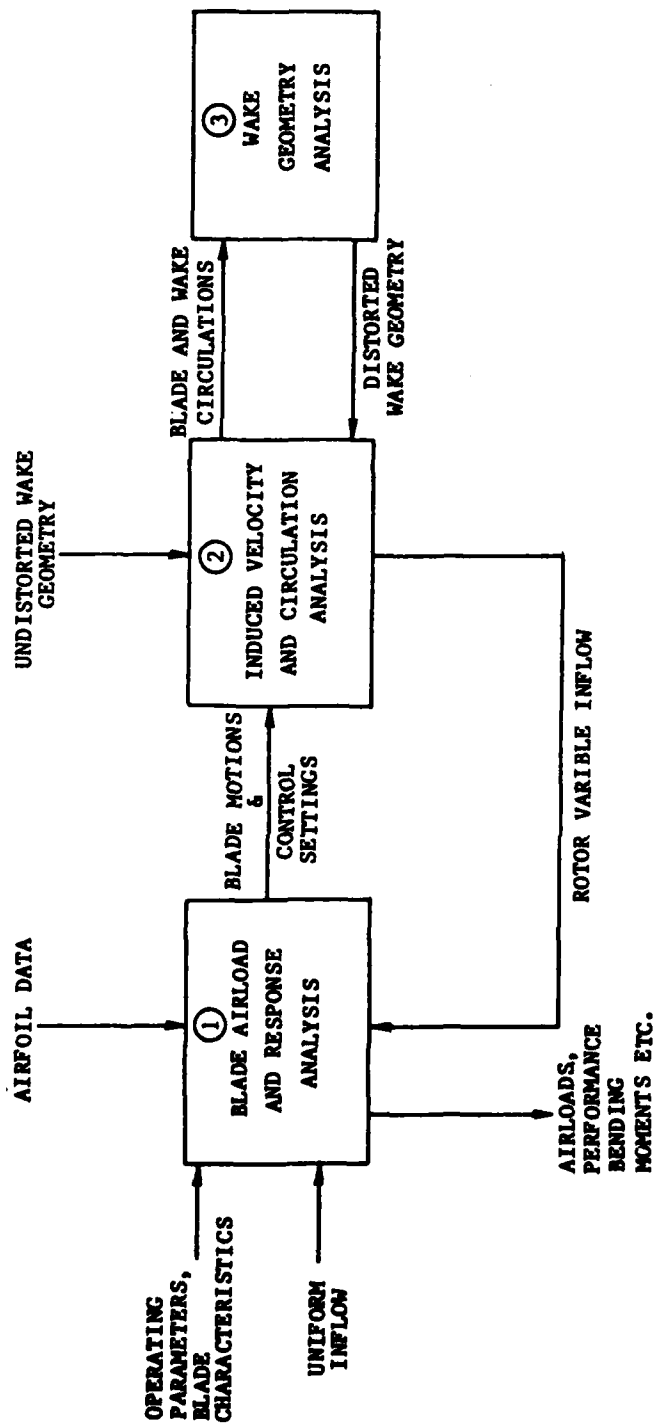 AIRFOIL DATA
OPERATING
PARAMETERS,
BLADE
CHARACTERISTICS
UNIFORM
INFLOW
1
BLADE AIRLOAD
AND RESPONSE
ANALYSIS
AIRLOADS,
PERFORMANCE
BENDING
MOMENTS ETC.
BLADE MOTIONS
&
CONTROL
SETTINGS
UNDISTORTED WAKE
GEOMETRY
2
INDUCED VELOCITY
AND CIRCULATION
ANALYSIS
ROTOR VARIBLE INFLOW
BLADE AND WAKE
CIRCULATIONS
DISTORTED
WAKE GEOMETRY
3
WAKE
GEOMETRY
ANALYSIS